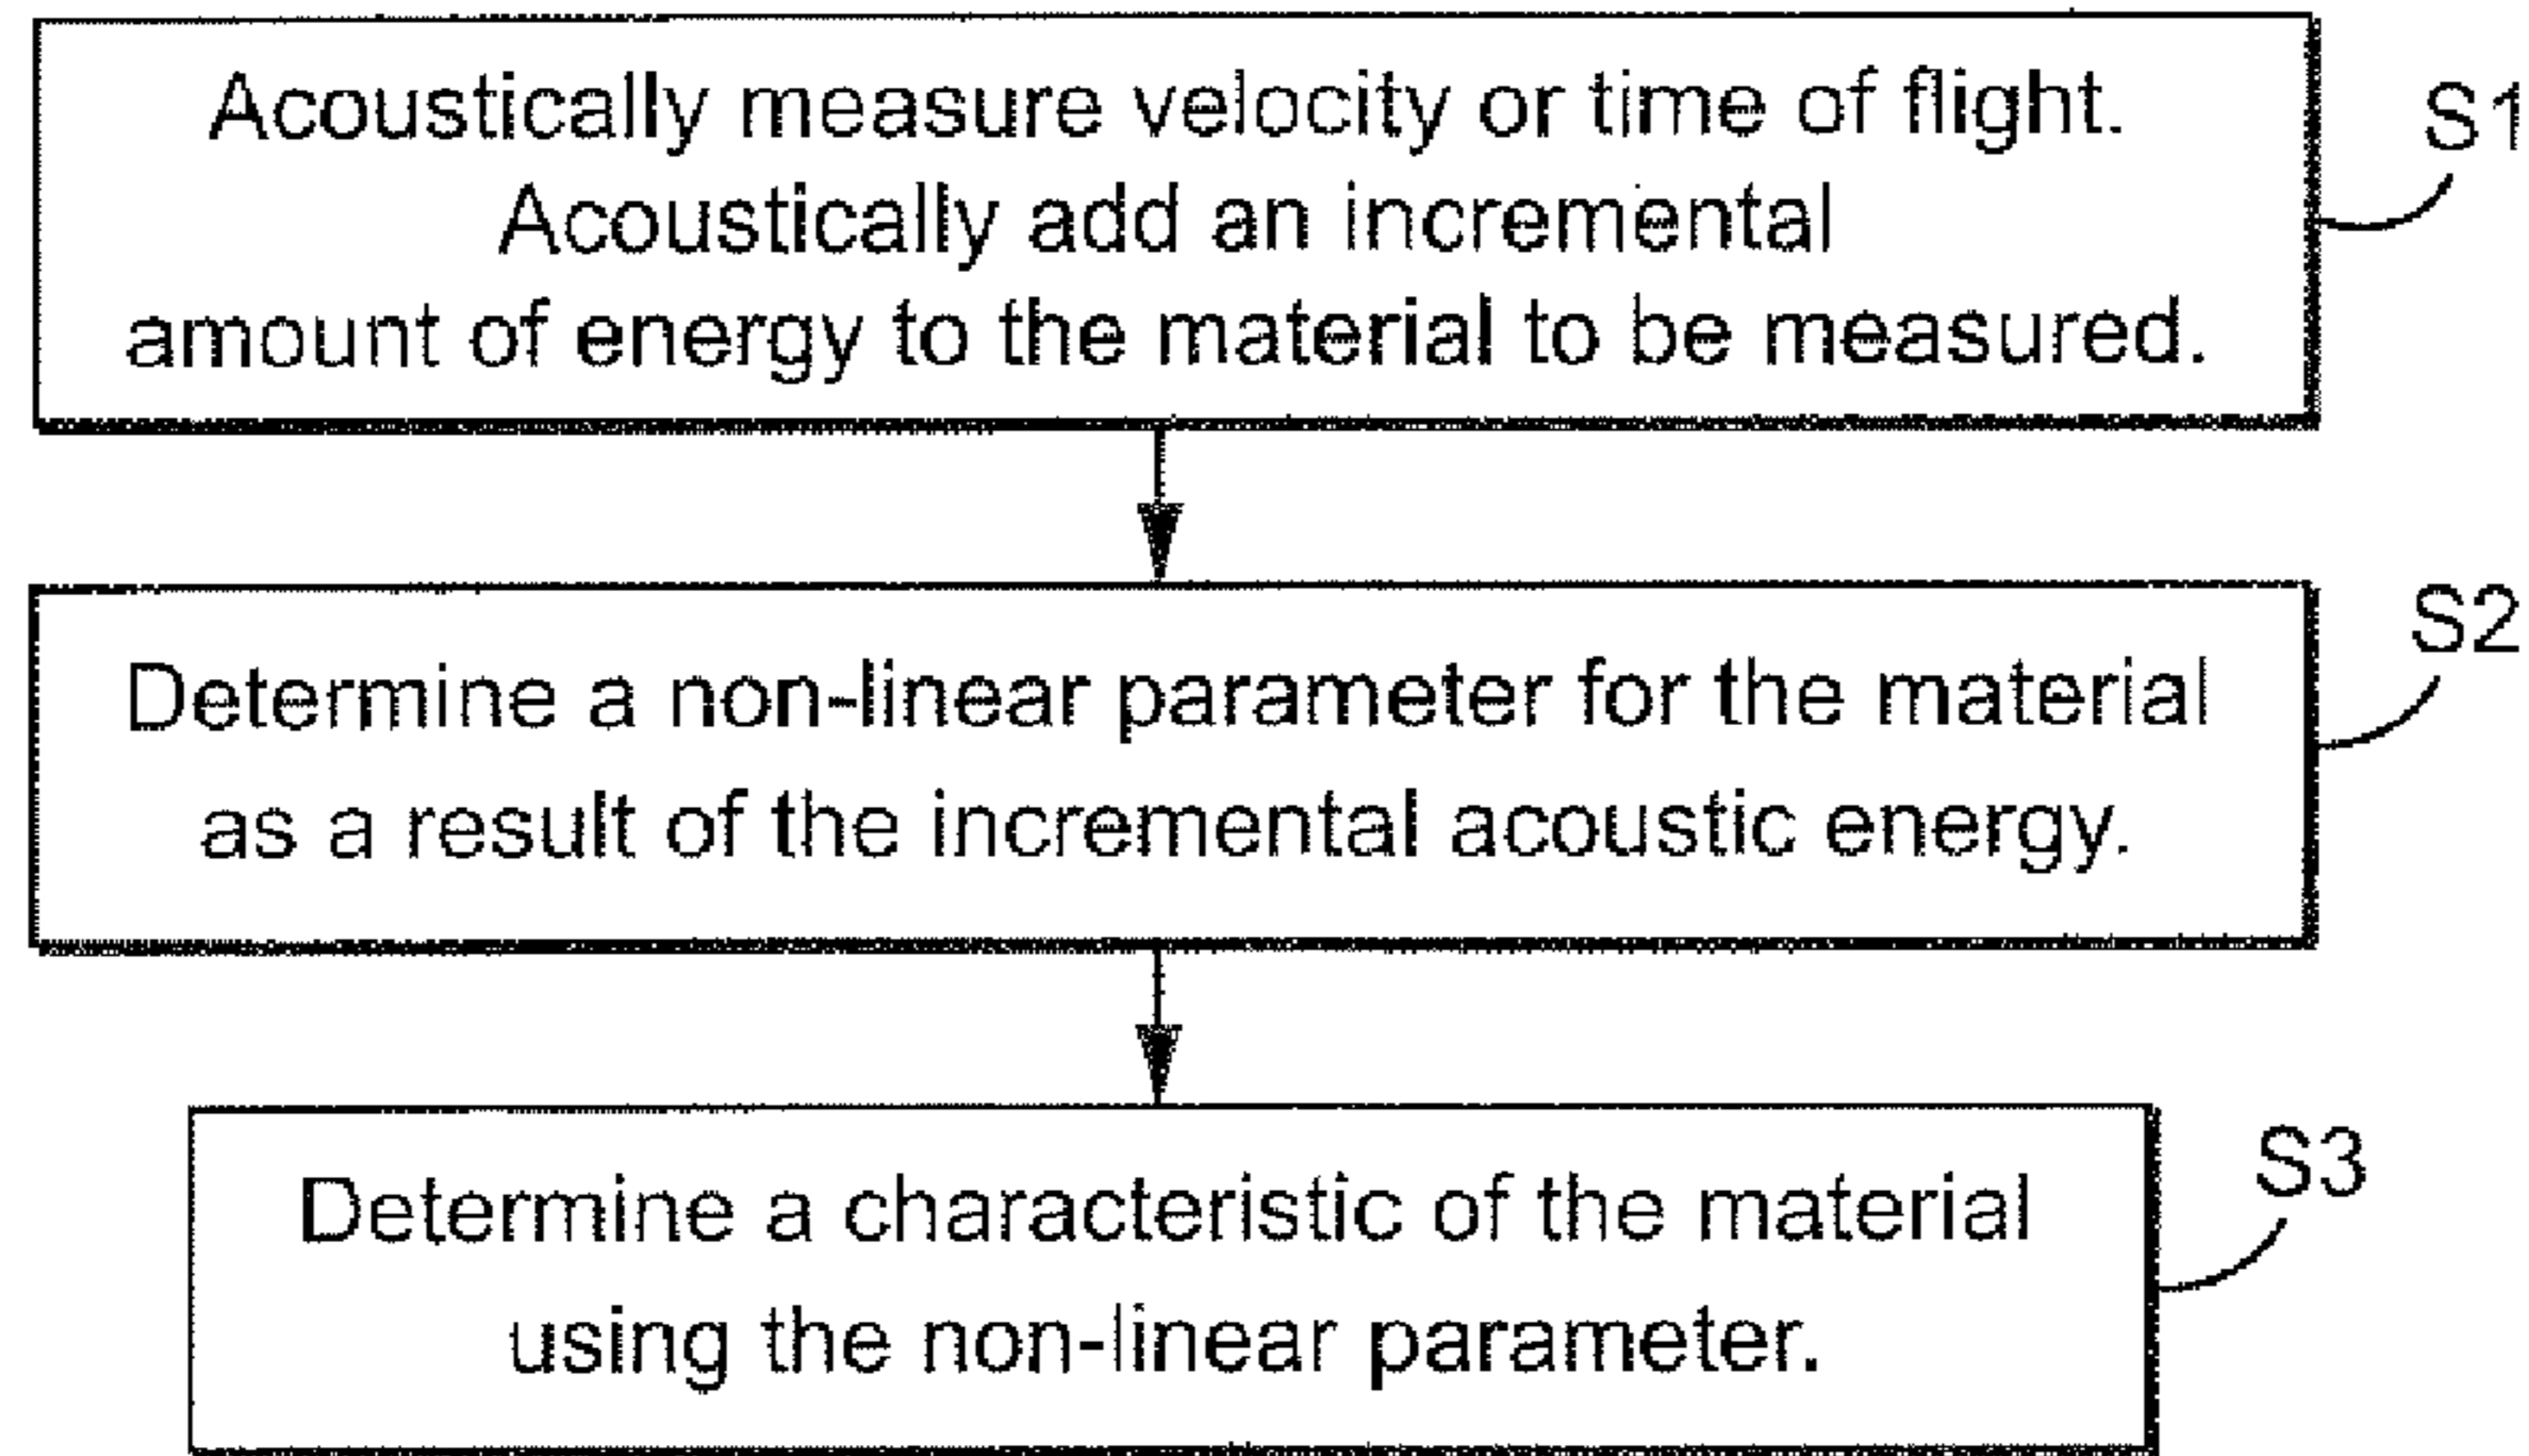 Acoustically measure velocity or time of flight.
Acoustically add an incremental
amount of energy to the material to be measured.
S1
Determine a non-linear parameter for the material
as a result of the incremental acoustic energy.
S2
Determine a characteristic of the material
using the non-linear parameter.
S3